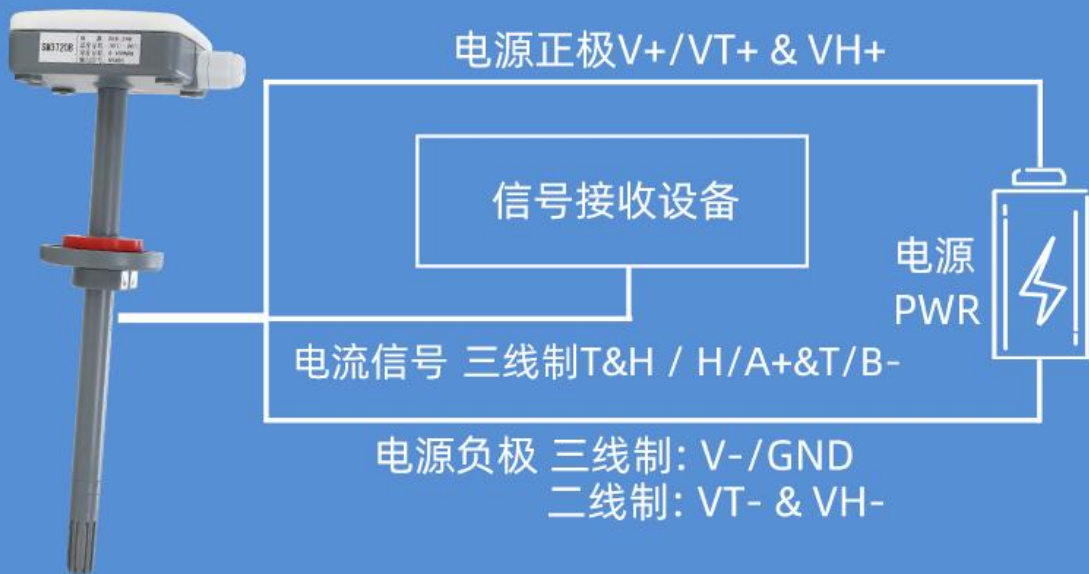 SM3720B
电源正极V+/VT+ & VH+
信号接收设备
电源
PWR
电流信号 三线制T&H / H/A+&T/B-
电源负极 三线制: V-/GND
二线制: VT- & VH-